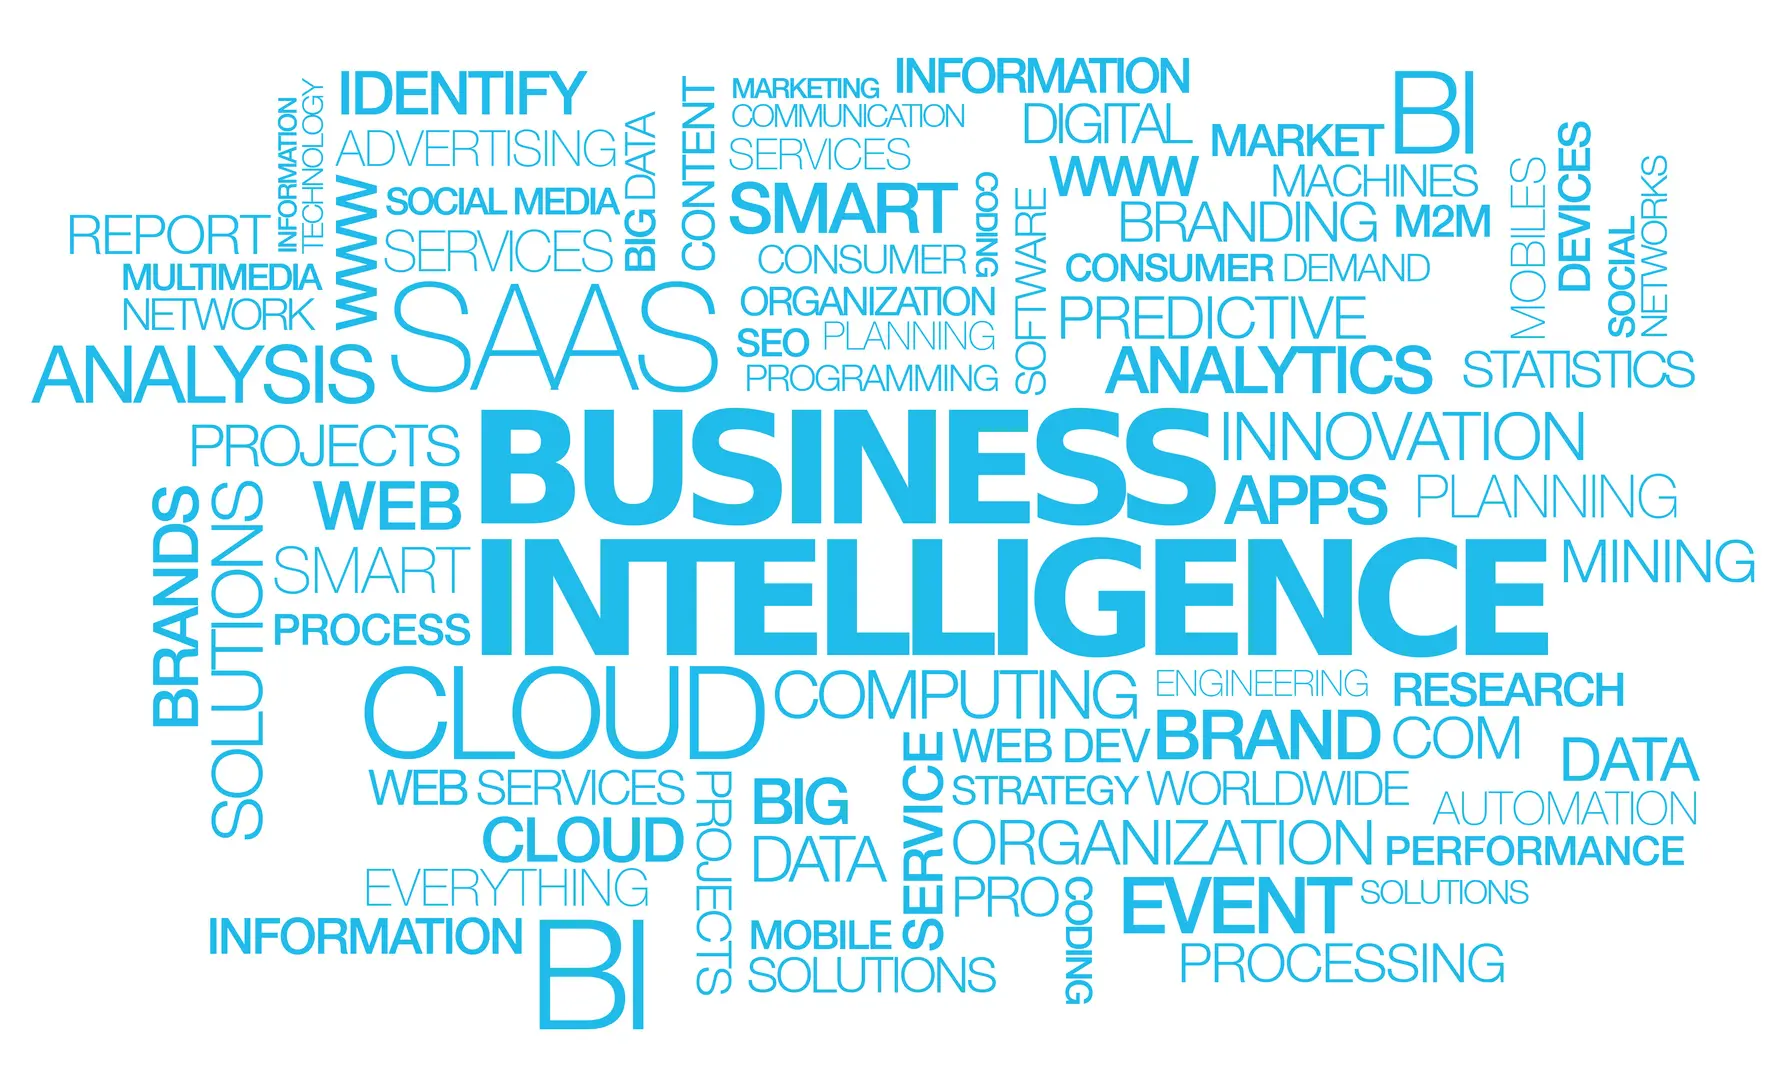 IDENTIFY
ADVERTISING
INFORMATION
TECHNOLOGY
WWW
SOCIAL MEDIA
SERVICES
BIG DATA
CONTENT
REPORT
MULTIMEDIA
NETWORK
ANALYSIS
SAAS
MARKETING
COMMUNICATION
SERVICES
SMART
CONSUMER
ORGANIZATION
SEO PLANNING
PROGRAMMING
CODING
SOFTWARE
INFORMATION
DIGITAL
WWW
MARKET
BI
MACHINES
BRANDING M2M
CONSUMER DEMAND
PREDICTIVE
ANALYTICS
STATISTICS
MOBILES
DEVICES
SOCIAL
NETWORKS
PROJECTS
WEB
SMART
PROCESS
BRANDS
SOLUTIONS
BUSINESS
INTELLIGENCE
INNOVATION
APPS PLANNING
MINING
CLOUD COMPUTING
ENGINEERING
RESEARCH
WEB DEV
BRAND
COM
DATA
WEB SERVICES
CLOUD
EVERYTHING
INFORMATION
BI
PROJECTS
BIG
DATA
MOBILE
SOLUTIONS
SERVICE
STRATEGY WORLDWIDE
AUTOMATION
ORGANIZATION
PERFORMANCE
PRO
CODING
EVENT
SOLUTIONS
PROCESSING